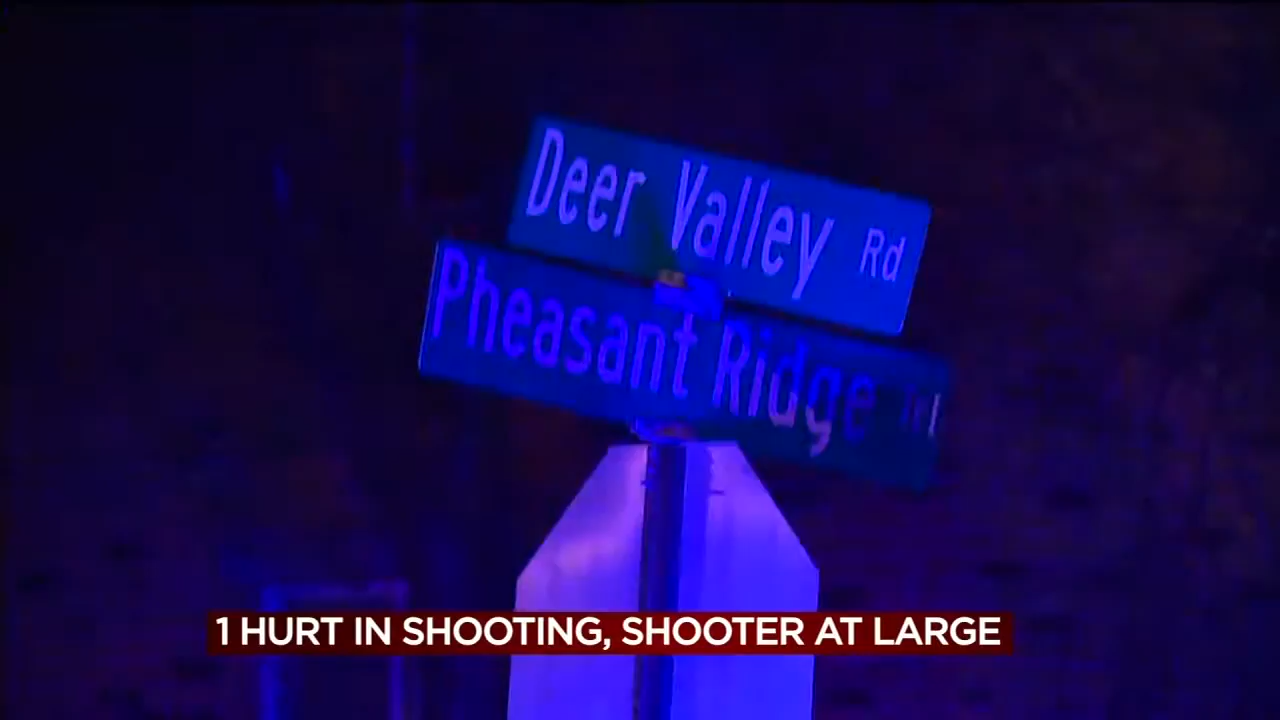 Deer Valley Rd
Pheasant Ridge
1 HURT IN SHOOTING, SHOOTER AT LARGE